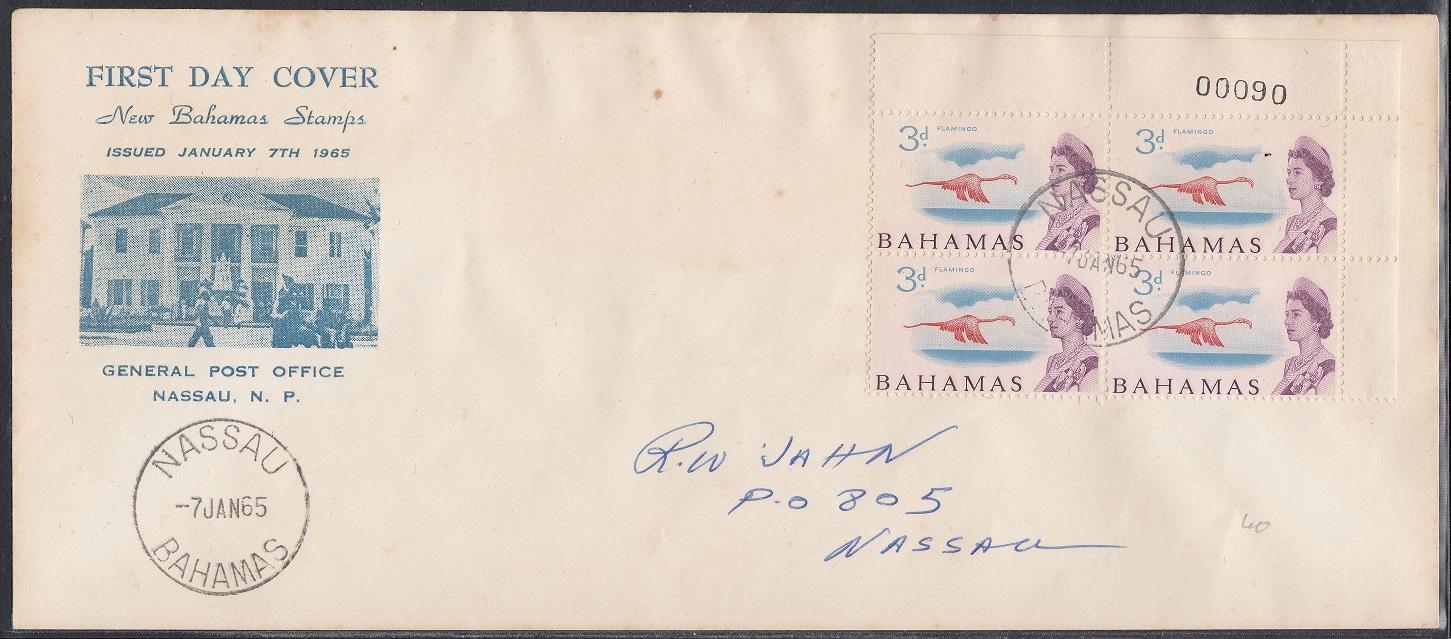 FIRST DAY COVER
New Bahamas Stamps
ISSUED JANUARY 7TH 1965
GENERAL POST OFFICE
NASSAU, N. P.
NASSAU
-7JAN65
BAHAMAS
00090
3d FLAMINGO
BAHAMAS
3d FLAMINGO
BAHAMAS
3d FLAMINGO
BAHAMAS
3d FLAMINGO
BAHAMAS
NASSAU
7JAN65
R.W JAHN
P.O 805
NASSAU
40